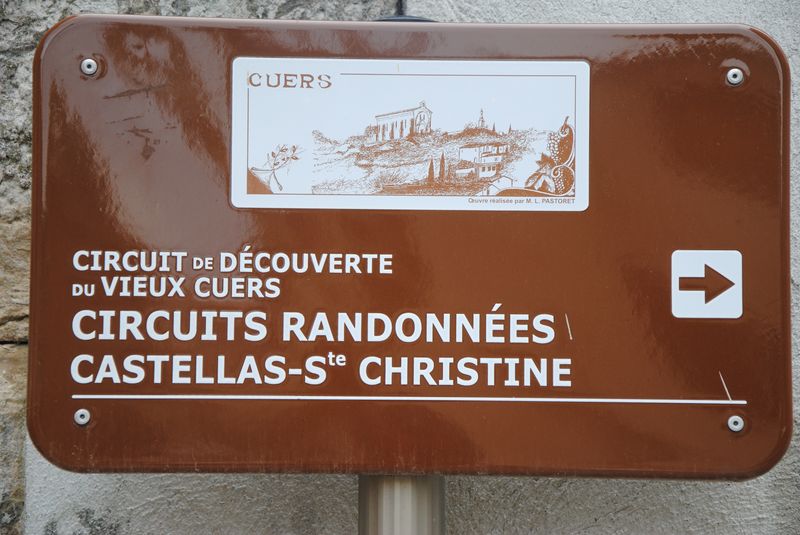 CUERS
Œuvre réalisée par M. L. PASTORET
CIRCUIT DE DÉCOUVERTE
DU VIEUX CUERS
CIRCUITS RANDONNÉES
CASTELLAS-Ste CHRISTINE